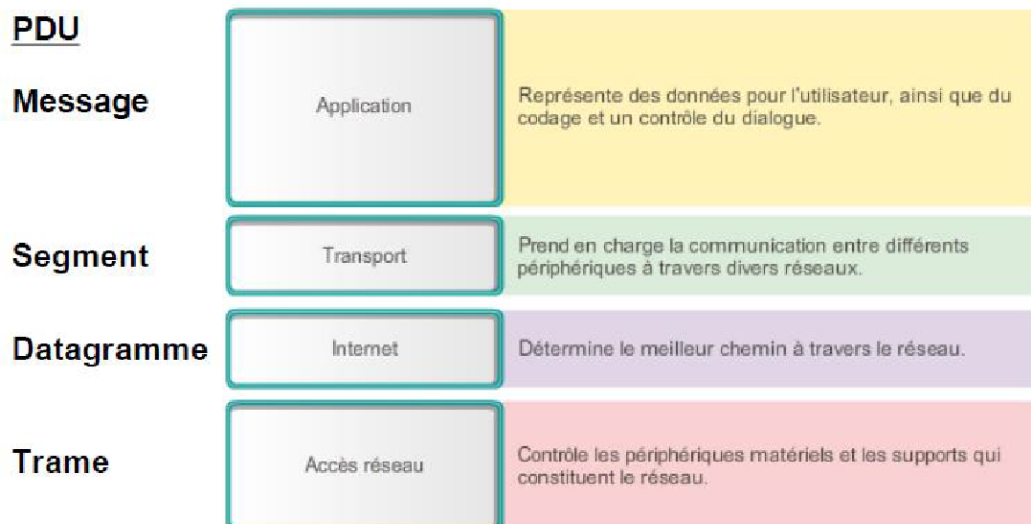 PDU
Message
Application
Représente des données pour l'utilisateur, ainsi que du
codage et un contrôle du dialogue.
Segment
Transport
Prend en charge la communication entre différents
périphériques à travers divers réseaux.
Datagramme
Internet
Détermine le meilleur chemin à travers le réseau.
Trame
Accès réseau
Contrôle les périphériques matériels et les supports qui
constituent le réseau.